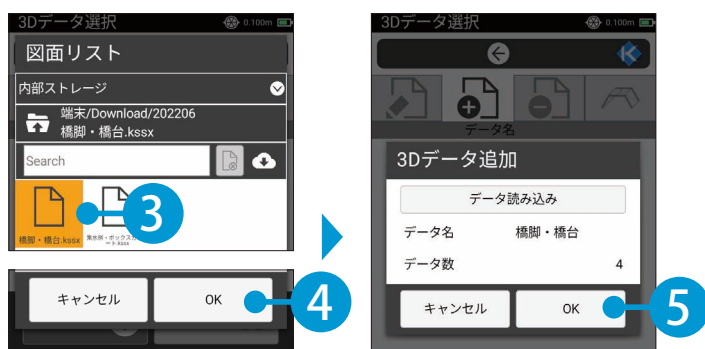 3Dデータ選択
0.100m
図面リスト
内部ストレージ
端末/Download/202206
橋脚・橋台.kssx
Search
橋脚・橋台.kssx
3
キャンセル
OK
4
3Dデータ選択
0.100m
データ名
3Dデータ追加
データ読み込み
データ名
橋脚・橋台
データ数
4
キャンセル
OK
5